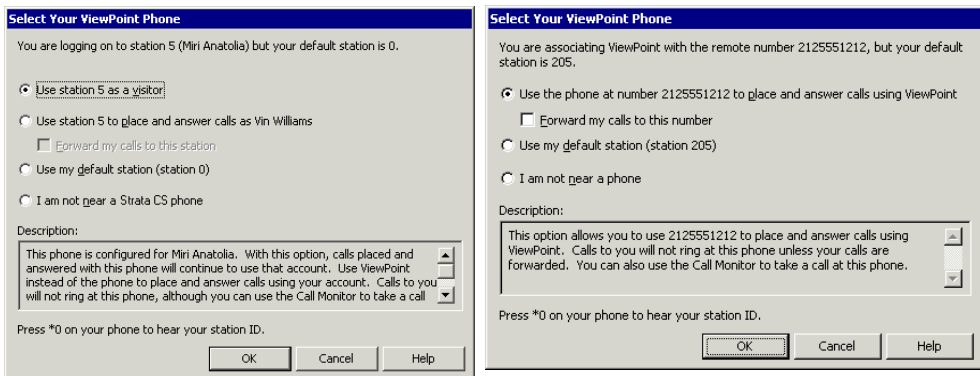 Select Your ViewPoint Phone
You are logging on to station 5 (Miri Anatolia) but your default station is 0.
Use station 5 as a visitor
Use station 5 to place and answer calls as Vin Williams
Forward my calls to this station
Use my default station (station 0)
I am not near a Strata CS phone
Description:
This phone is configured for Miri Anatolia. With this option, calls placed and
answered with this phone will continue to use that account. Use ViewPoint
instead of the phone to place and answer calls using your account. Calls to you
will not ring at this phone, although you can use the Call Monitor to take a call
Press *0 on your phone to hear your station ID.
OK
Cancel
Help
Select Your ViewPoint Phone
You are associating ViewPoint with the remote number 2125551212, but your default
station is 205.
Use the phone at number 2125551212 to place and answer calls using ViewPoint
Forward my calls to this number
Use my default station (station 205)
I am not near a phone
Description:
This option allows you to use 2125551212 to place and answer calls using
ViewPoint. Calls to you will not ring at this phone unless your calls are
forwarded. You can also use the Call Monitor to take a call at this phone.
Press *0 on your phone to hear your station ID.
OK
Cancel
Help